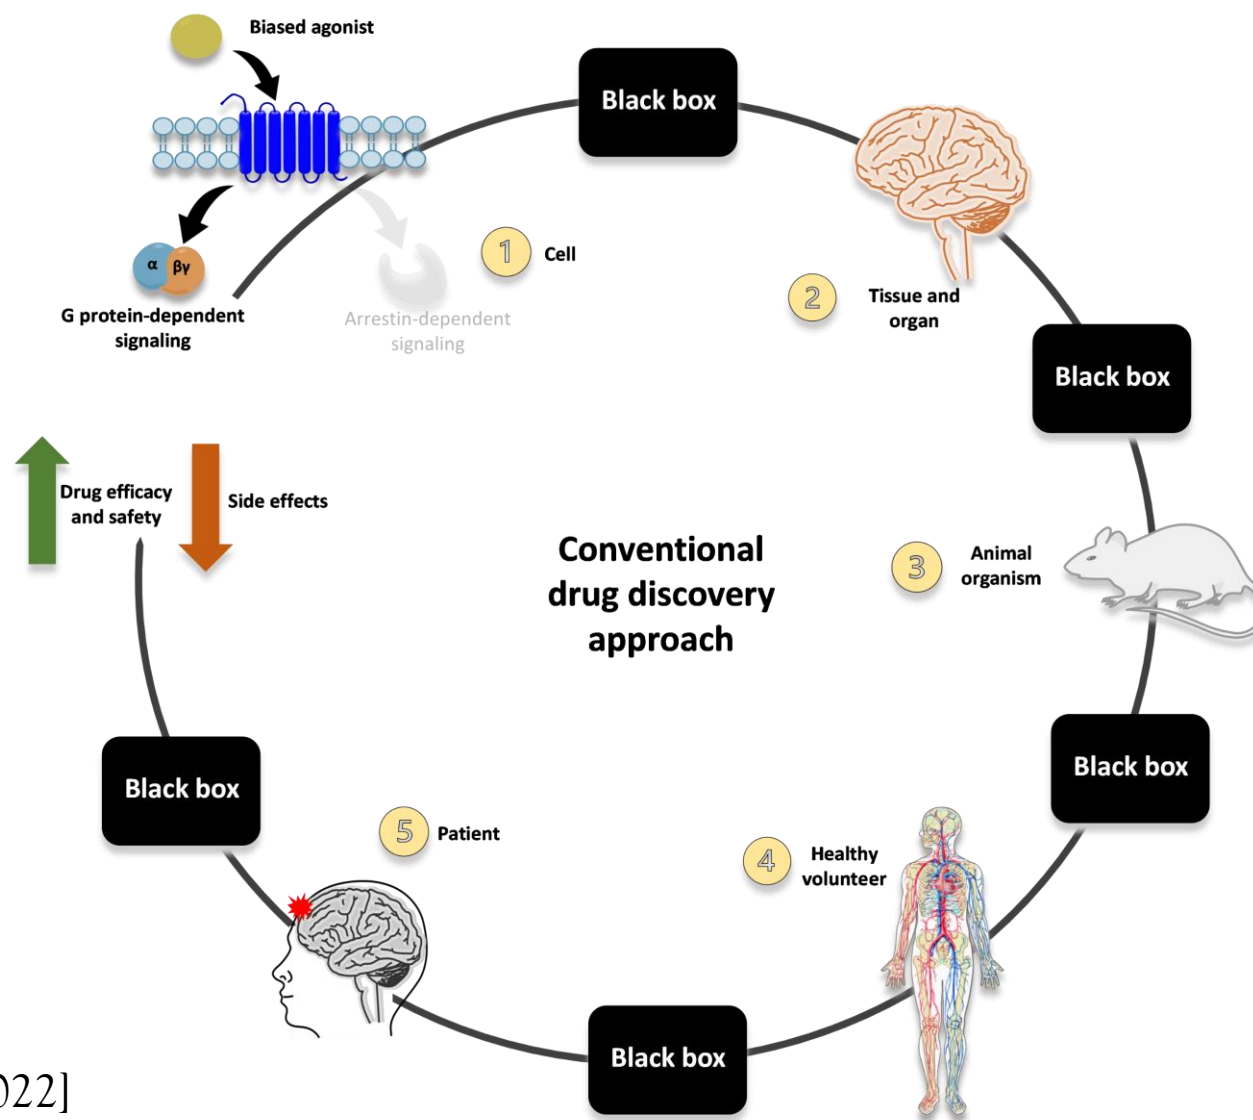 Biased agonist
Black box
α
βγ
G protein-dependent
signaling
Arrestin-dependent
signaling
1
Cell
2
Tissue and
organ
Black box
Drug efficacy
and safety
Side effects
Conventional
drug discovery
approach
3
Animal
organism
Black box
Black box
5
Patient
4
Healthy
volunteer
Black box
022]